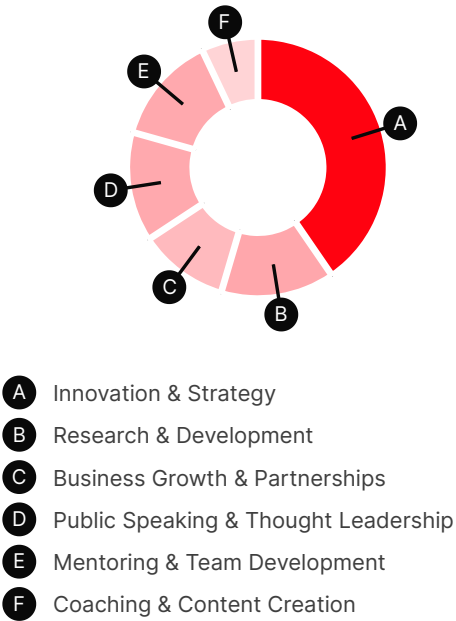 F
E
A
D
C
B
A Innovation & Strategy
B Research & Development
C Business Growth & Partnerships
D Public Speaking & Thought Leadership
E Mentoring & Team Development
F Coaching & Content Creation